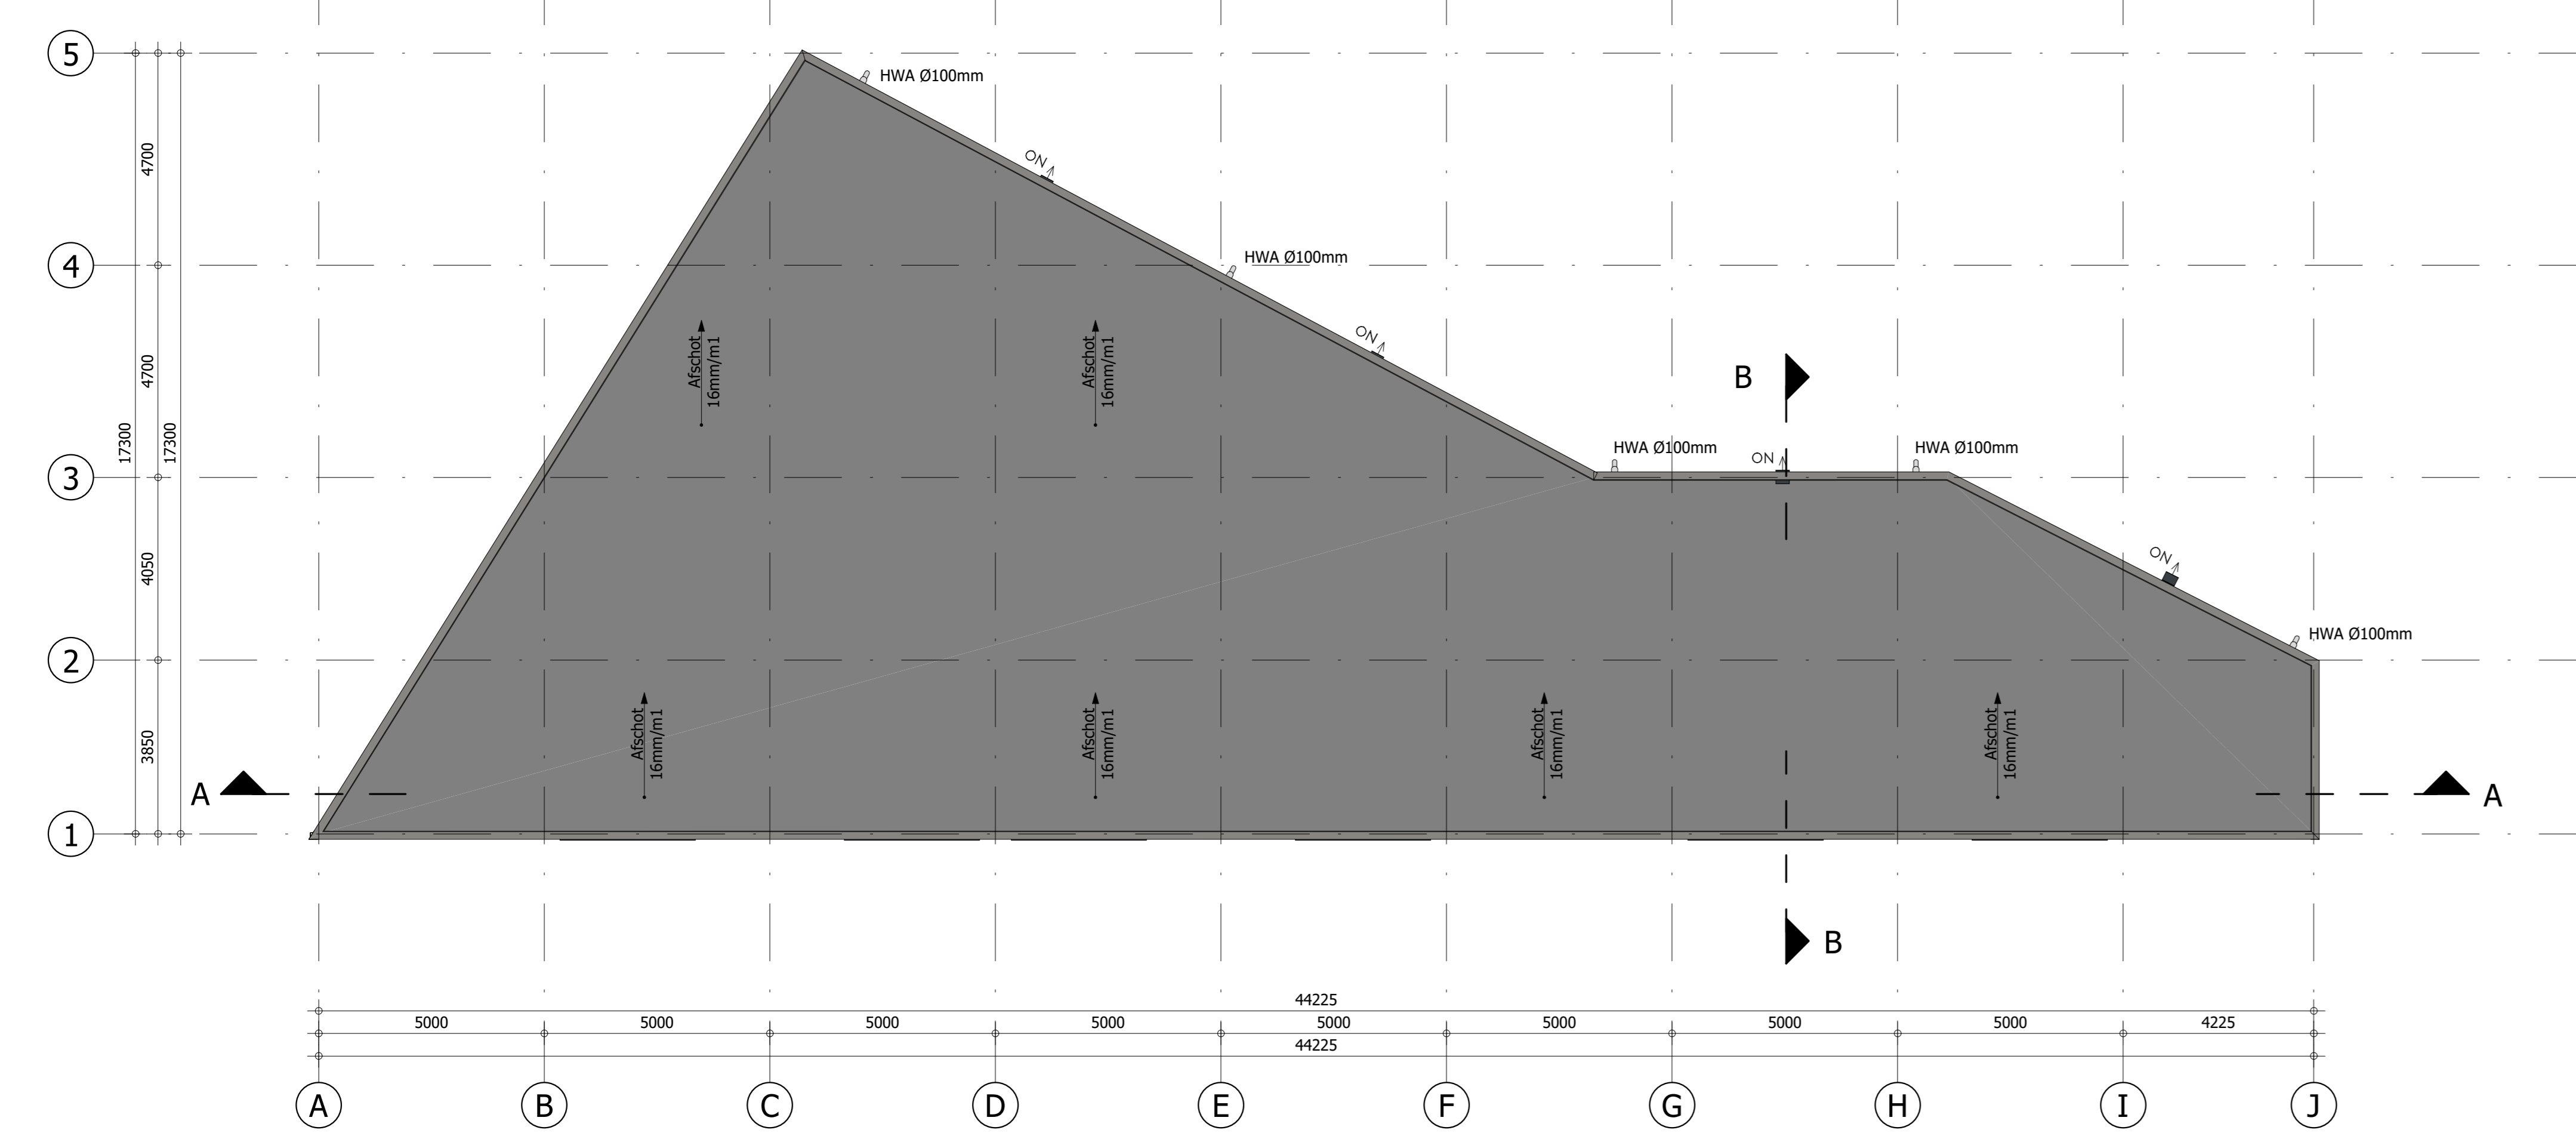 5
HWA Ø100mm
4700
ON
HWA Ø100mm
4
ON
4700
Afschot
16mm/m1
Afschot
16mm/m1
B
17300
17300
HWA Ø100mm
ON
HWA Ø100mm
3
4050
ON
HWA Ø100mm
2
3850
Afschot
16mm/m1
Afschot
16mm/m1
Afschot
16mm/m1
Afschot
16mm/m1
A
A
1
B
44225
5000 5000 5000 5000 5000 5000 5000 5000 4225
44225
A B C D E F G H I J